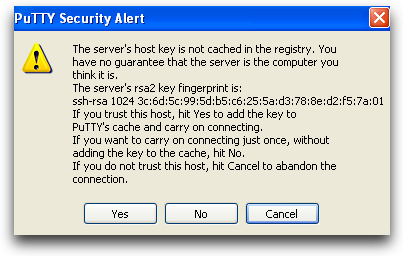 PuTTY Security Alert
The server's host key is not cached in the registry. You
have no guarantee that the server is the computer you
think it is.
The server's rsa2 key fingerprint is:
ssh-rsa 1024 3c:6d:5c:99:5d:b5:c6:25:5a:d3:78:8e:d2:f5:7a:01
If you trust this host, hit Yes to add the key to
PuTTY's cache and carry on connecting.
If you want to carry on connecting just once, without
adding the key to the cache, hit No.
If you do not trust this host, hit Cancel to abandon the
connection.
Yes
No
Cancel